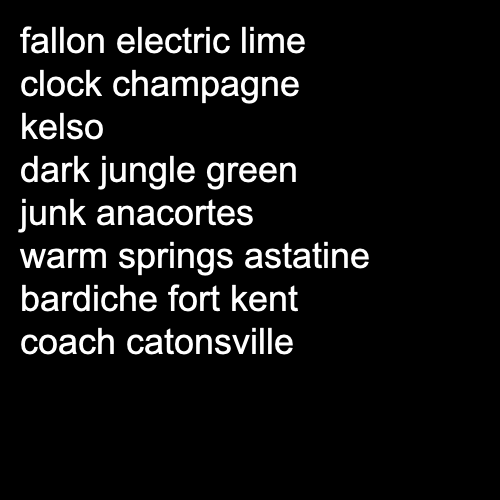 fallon electric lime
clock champagne
kelso
dark jungle green
junk anacortes
warm springs astatine
bardiche fort kent
coach catonsville